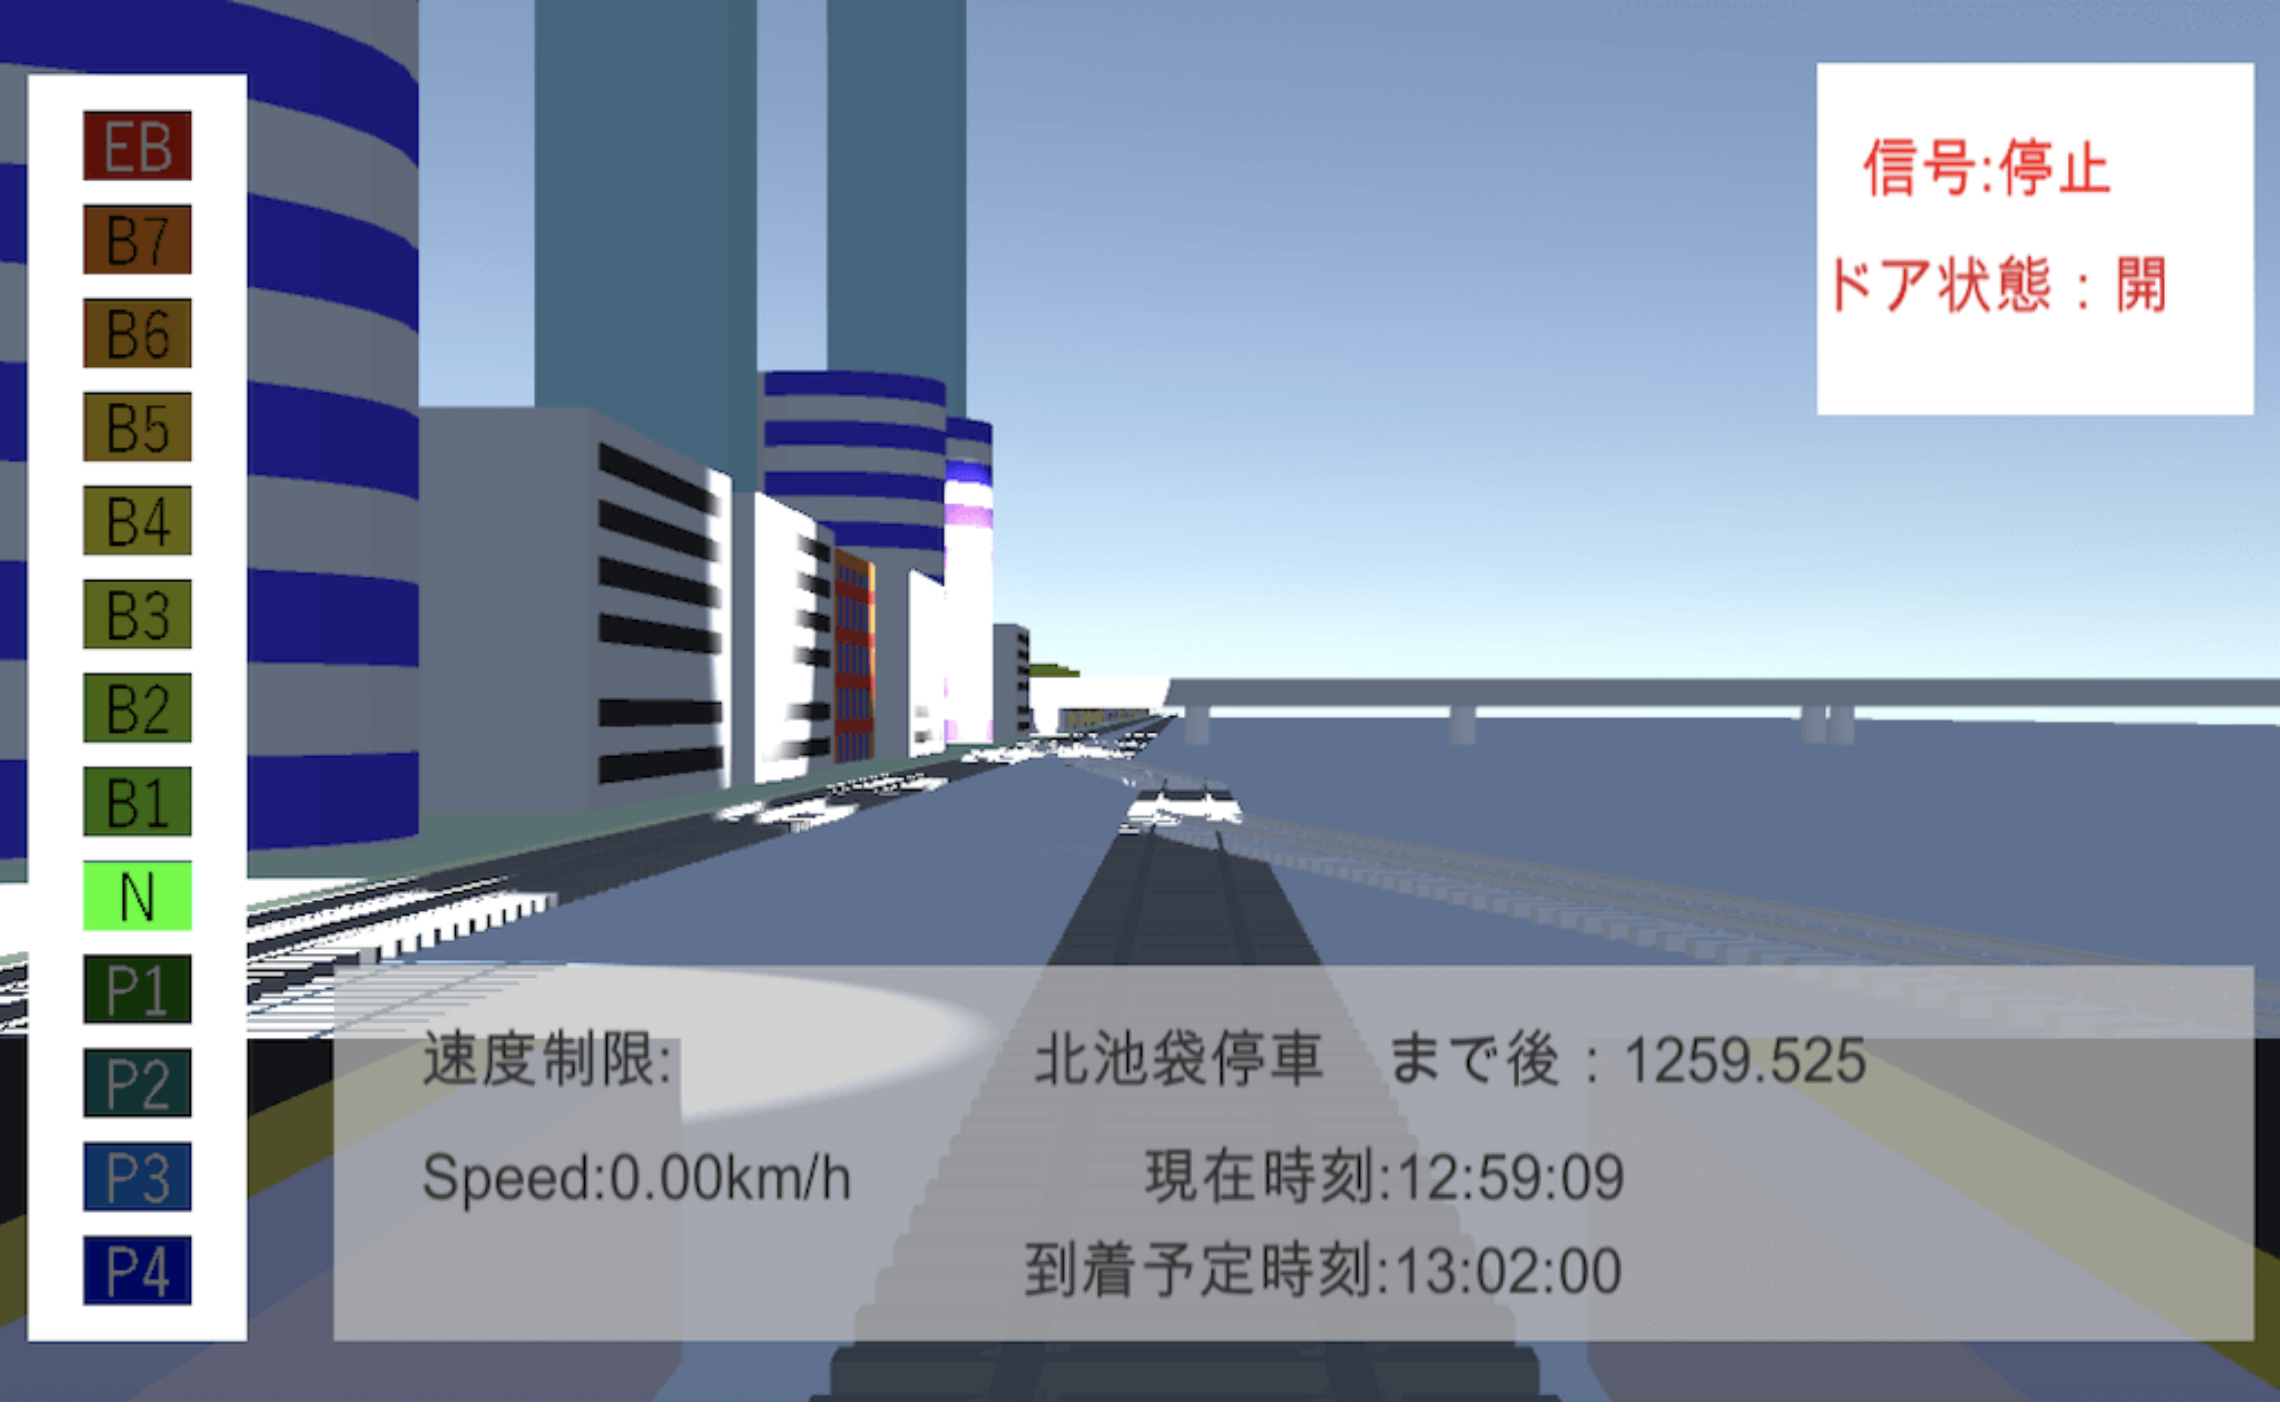 EB
B7
B6
B5
B4
B3
B2
B1
N
P1
P2
P3
P4
信号:停止
ドア状態：開
速度制限:
北池袋停車　まで後：1259.525
Speed:0.00km/h
現在時刻:12:59:09
到着予定時刻:13:02:00